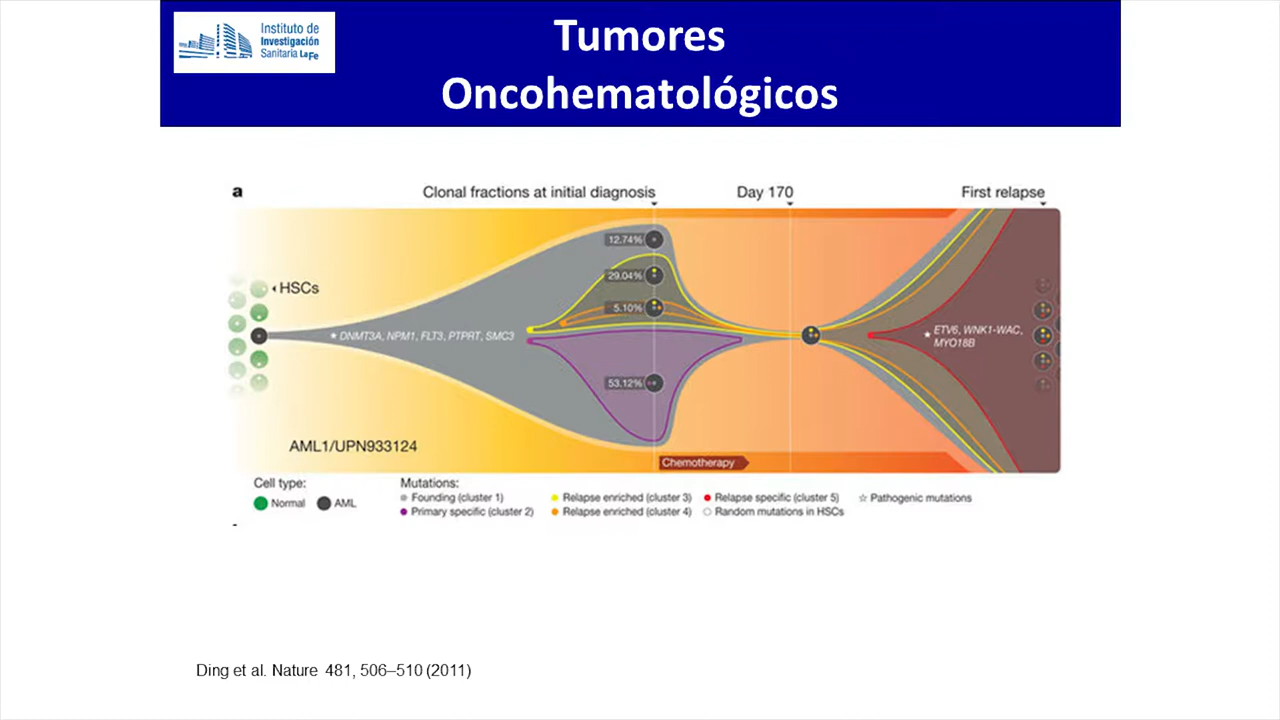 Instituto de
Investigación
Sanitaria La Fe
Tumores
Oncohematológicos
a
Clonal fractions at initial diagnosis
Day 170
First relapse
12.74%
HSCs
29.04%
5.10%
DNMT3A, NPM1, FLT3, PTPRT, SMC3
ETV6, WNK1-WAC,
MYO18B
53.12%
AML1/UPN933124
Chemotherapy
Cell type:
Normal
AML
Mutations:
Founding (cluster 1)
Primary specific (cluster 2)
Relapse enriched (cluster 3)
Relapse enriched (cluster 4)
Relapse specific (cluster 5)
Random mutations in HSCs
Pathogenic mutations
Ding et al. Nature 481, 506–510 (2011)